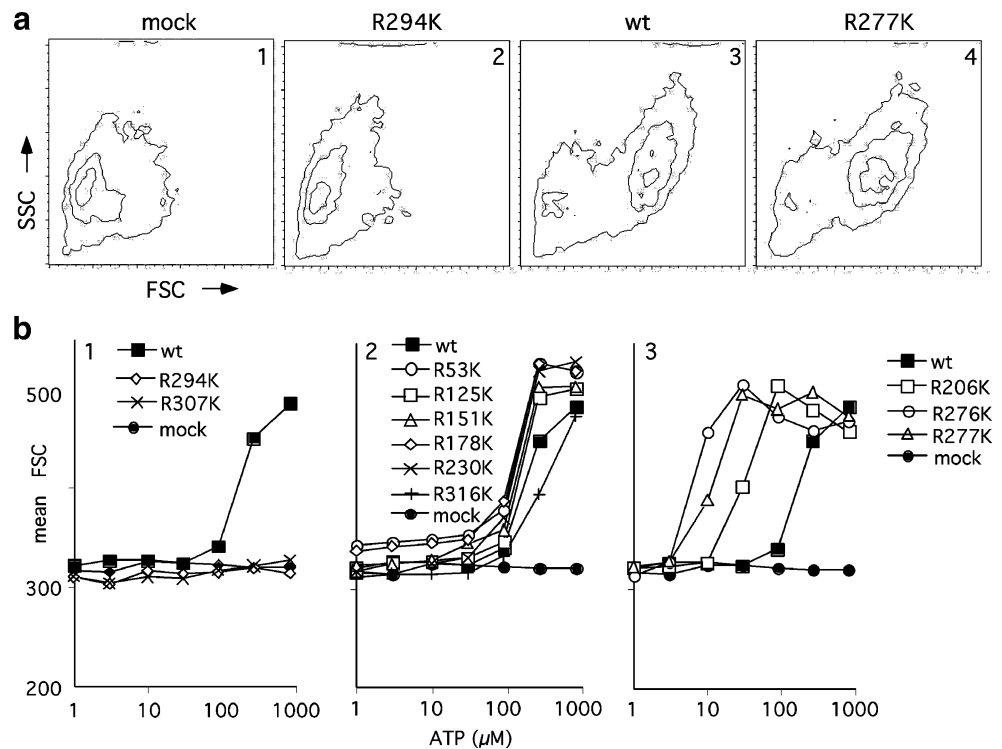 a
mock R294K wt R277K
1 2 3 4
SSC
FSC
b
1
wt
R294K
R307K
mock
2
wt
R53K
R125K
R151K
R178K
R230K
R316K
mock
3
wt
R206K
R276K
R277K
mock
mean FSC
500
300
200
1 10 100 1000 1 10 100 1000 1 10 100 1000
ATP (µM)